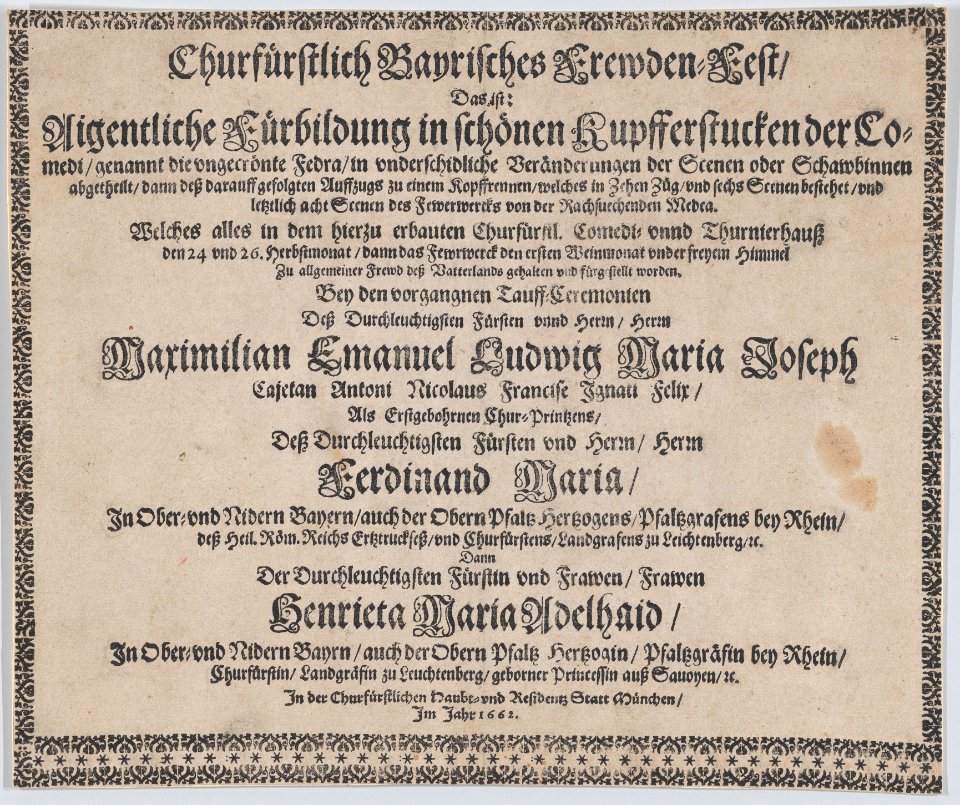 Churfürstlich Bayrisches Frewden-Fest/
Das ist:
Aigentliche Fürbildung in schönen Kupfferstucken der Co-
medi/ genannt die vngecrönte Fedra/ in vnderschidliche Veränderungen der Scenen oder Schawbinnen
abgetheilt/ dann deß darauff gefolgten Auffzugs zu einem Kopffrennen/ welches in Zehen Züg/ vnd sechs Scenen bestehet/ vnd
letztlich acht Scenen des Fewerwercks von der Rachsuechenden Medea.
Welches alles in dem hierzu erbauten Churfürstl. Comedi- vnnd Thurnierhauß
den 24 vnd 26. Herbstmonat/ dann das Fewrwerck den ersten Weinmonat vnder freyem Himmel
Zu allgemeiner Frewd deß Vatterlands gehalten vnd fürgestellt worden.
Bey den vorgangnen Tauff-Ceremonien
Deß Durchleuchtigsten Fürsten vnnd Herrn/ Herrn
Maximilian Emanuel Ludwig Maria Joseph
Cajetan Antoni Nicolaus Francisc Ignati Felix/
Als Erstgebohrnen Chur-Printzens/
Deß Durchleuchtigsten Fürsten vnd Herrn/ Herrn
Ferdinand Maria/
In Ober- vnd Nidern Bayern/ auch der Obern Pfaltz Hertzogens/ Pfaltzgrafens bey Rhein/
deß Heil. Röm. Reichs Ertztruckseß/ vnd Churfürstens/ Landgrafens zu Leichtenberg/ ꝛc.
Dann
Der Durchleuchtigsten Fürstin vnd Frawen/ Frawen
Henrieta Maria Adelhaid/
In Ober- vnd Nidern Bayrn/ auch der Obern Pfaltz Hertzogin/ Pfaltzgräfin bey Rhein/
Churfürstin/ Landgräfin zu Leuchtenberg/ geborner Princessin auß Sauoyen/ ꝛc.
In der Churfürstlichen Haubt- vnd Residentz Statt München/
Im Jahr 1662.